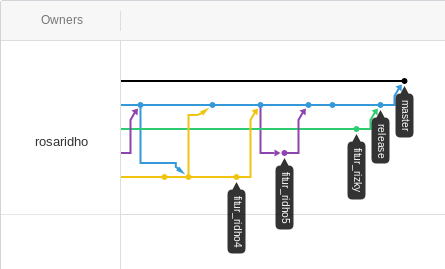 Owners
rosaridho
master
release
fitur_rizky
fitur_ridho5
fitur_ridho4